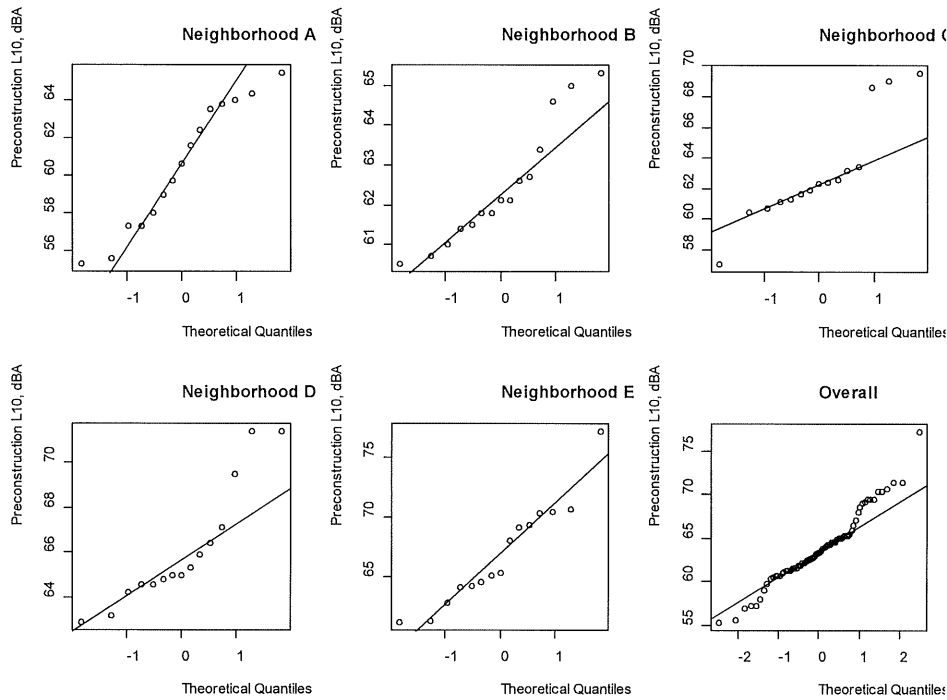 Neighborhood A
Preconstruction L10, dBA
64
62
60
58
56
-1 0 1
Theoretical Quantiles
Neighborhood B
Preconstruction L10, dBA
65
64
63
62
61
-1 0 1
Theoretical Quantiles
Neighborhood C
Preconstruction L10, dBA
70
68
66
64
62
60
58
-1 0 1
Theoretical Quantiles
Neighborhood D
Preconstruction L10, dBA
70
68
66
64
-1 0 1
Theoretical Quantiles
Neighborhood E
Preconstruction L10, dBA
75
70
65
-1 0 1
Theoretical Quantiles
Overall
Preconstruction L10, dBA
75
70
65
60
55
-2 -1 0 1 2
Theoretical Quantiles